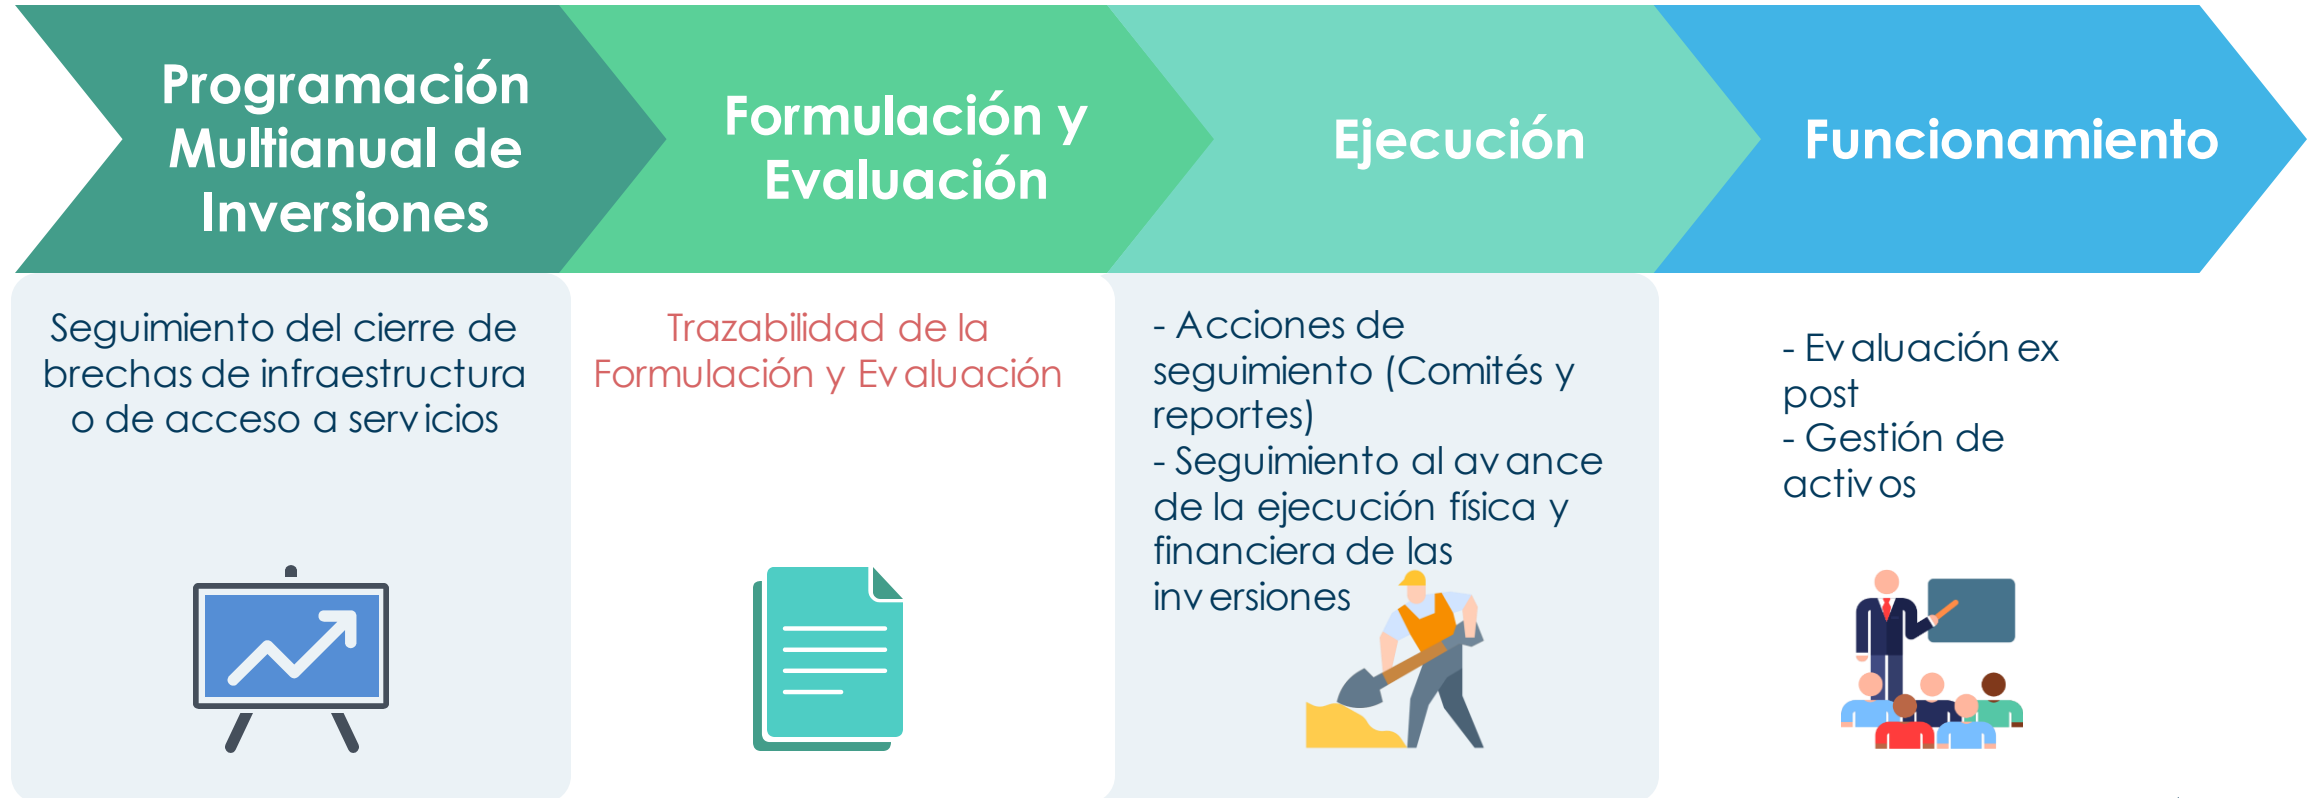 Programación
Multianual de
Inversiones
Formulación y
Evaluación
Ejecución
Funcionamiento
Seguimiento del cierre de
brechas de infraestructura
o de acceso a servicios
Trazabilidad de la
Formulación y Evaluación
- Acciones de
seguimiento (Comités y
reportes)
- Seguimiento al avance
de la ejecución física y
financiera de las
inversiones
- Evaluación ex
post
- Gestión de
activos